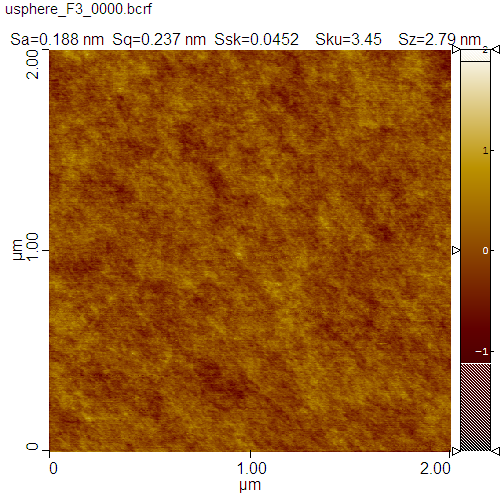 usphere_F3_0000.bcrf
Sa=0.188 nm Sq=0.237 nm Ssk=0.0452 Sku=3.45 Sz=2.79 nm
2.00
1.00
0
µm
0
1.00
2.00
µm
2
1
0
−1